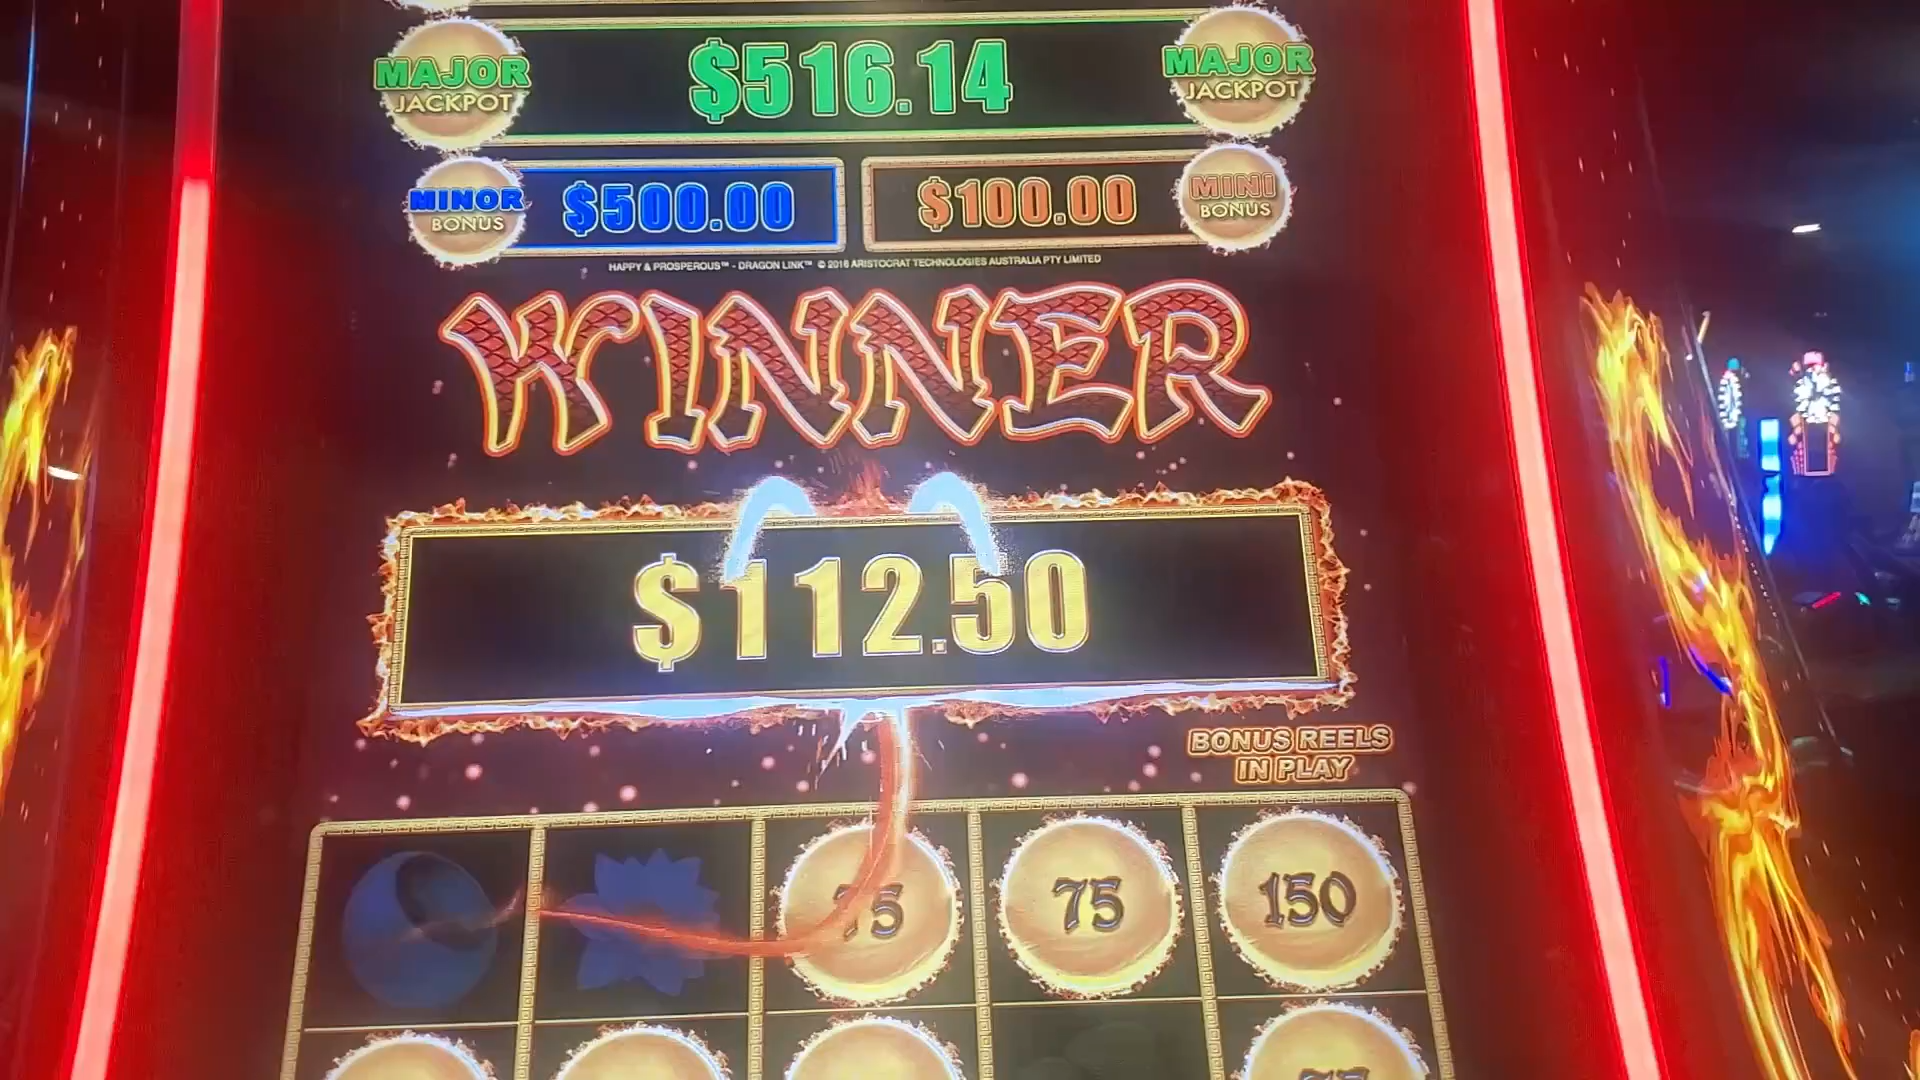 MAJOR JACKPOT
$516.14
MAJOR JACKPOT
MINOR BONUS
$500.00
$100.00
MINI BONUS
HAPPY & PROSPEROUS™ - DRAGON LINK™ © 2016 ARISTOCRAT TECHNOLOGIES AUSTRALIA PTY LIMITED
WINNER
$112.50
BONUS REELS
IN PLAY
75
75
150